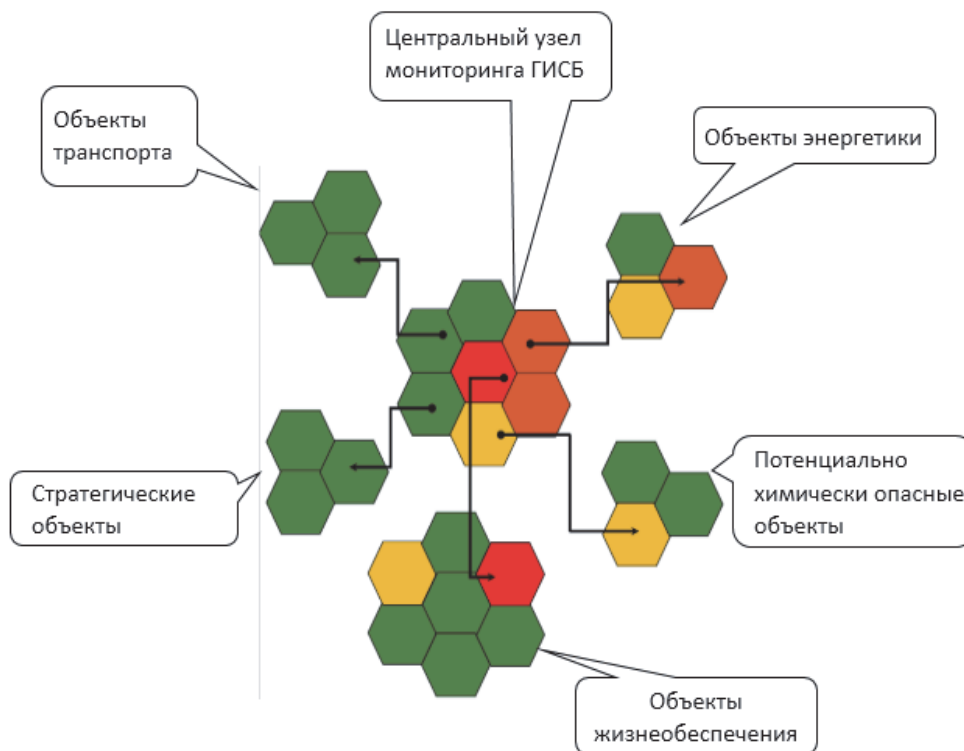 Центральный узел
мониторинга ГИСБ
Объекты
транспорта
Объекты энергетики
Стратегические
объекты
Потенциально
химически опасные
объекты
Объекты
жизнеобеспечения